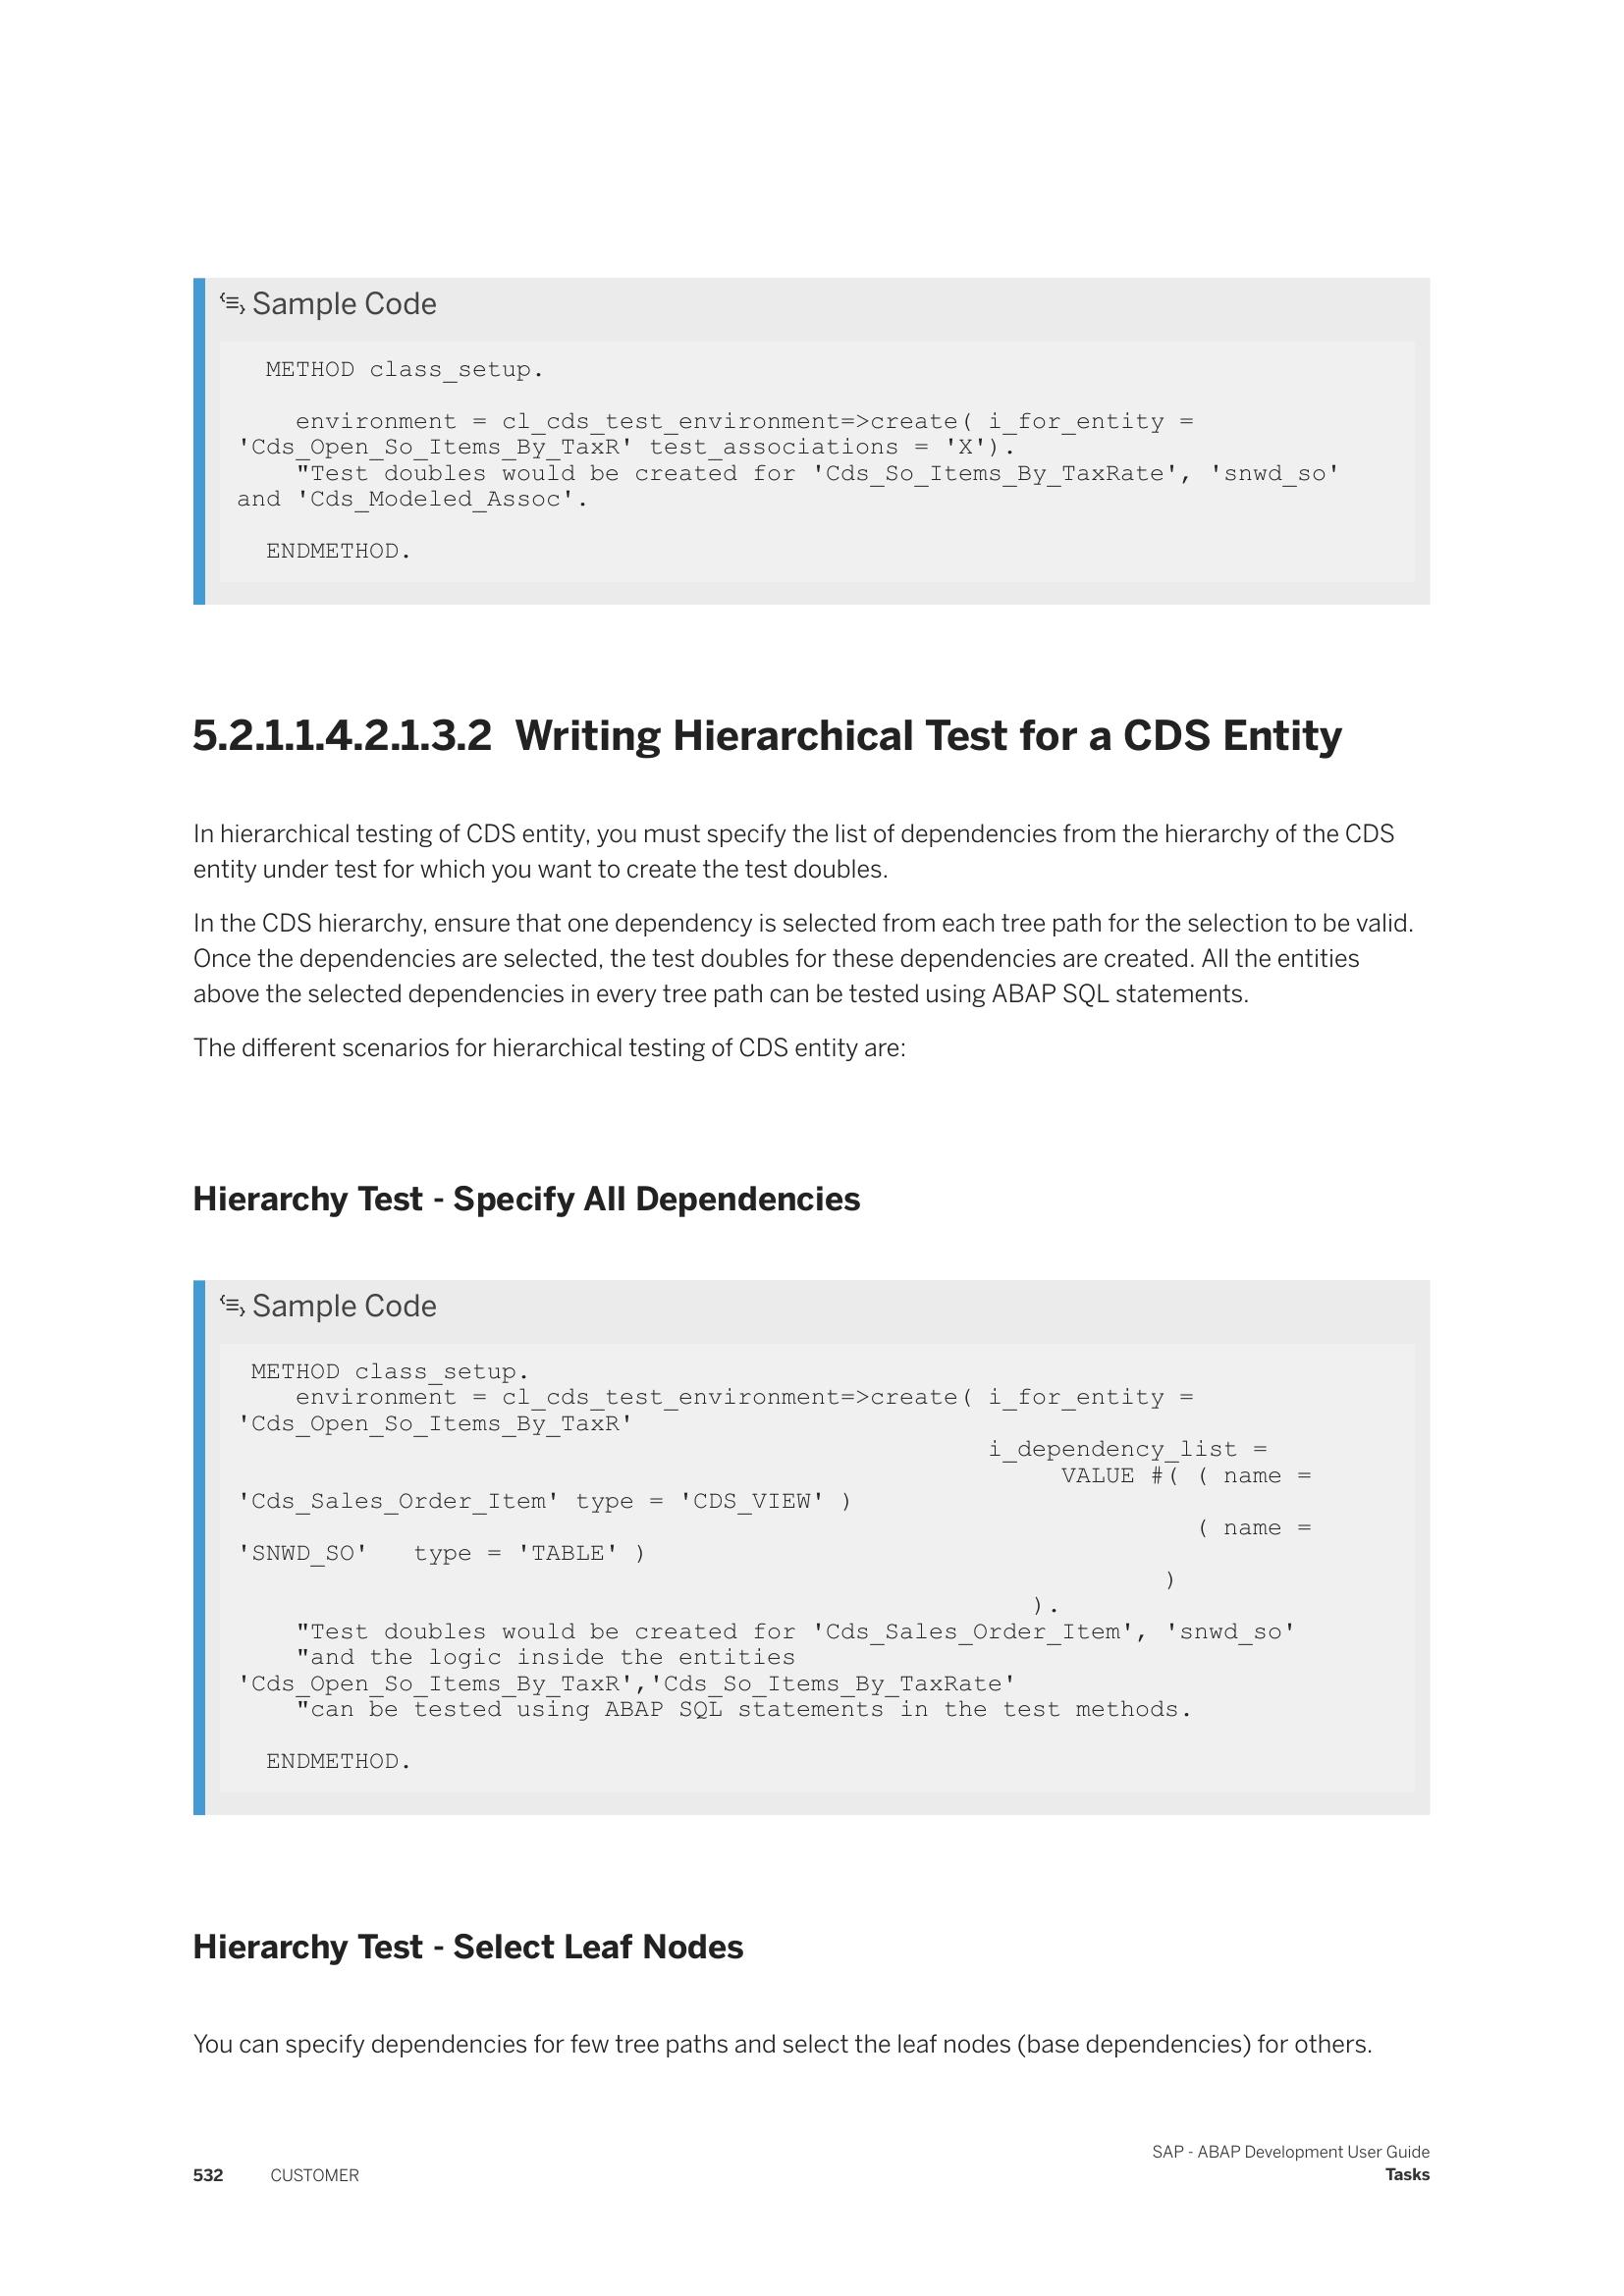 Sample Code
METHOD class_setup.
environment = cl_cds_test_environment=>create( i_for_entity =
'Cds_Open_So_Items_By_TaxR' test_associations = 'X').
"Test doubles would be created for 'Cds_So_Items_By_TaxRate', 'snwd_so'
and 'Cds_Modeled_Assoc'.
ENDMETHOD.
5.2.1.1.4.2.1.3.2 Writing Hierarchical Test for a CDS Entity
In hierarchical testing of CDS entity, you must specify the list of dependencies from the hierarchy of the CDS
entity under test for which you want to create the test doubles.
In the CDS hierarchy, ensure that one dependency is selected from each tree path for the selection to be valid.
Once the dependencies are selected, the test doubles for these dependencies are created. All the entities
above the selected dependencies in every tree path can be tested using ABAP SQL statements.
The different scenarios for hierarchical testing of CDS entity are:
Hierarchy Test - Specify All Dependencies
Sample Code
METHOD class_setup.
environment = cl_cds_test_environment=>create( i_for_entity =
'Cds_Open_So_Items_By_TaxR'
i_dependency_list =
VALUE #( ( name =
'Cds_Sales_Order_Item' type = 'CDS_VIEW' )
( name =
'SNWD_SO'   type = 'TABLE' )
)
).
"Test doubles would be created for 'Cds_Sales_Order_Item', 'snwd_so'
"and the logic inside the entities
'Cds_Open_So_Items_By_TaxR','Cds_So_Items_By_TaxRate'
"can be tested using ABAP SQL statements in the test methods.
ENDMETHOD.
Hierarchy Test - Select Leaf Nodes
You can specify dependencies for few tree paths and select the leaf nodes (base dependencies) for others.
SAP - ABAP Development User Guide
532 CUSTOMER Tasks